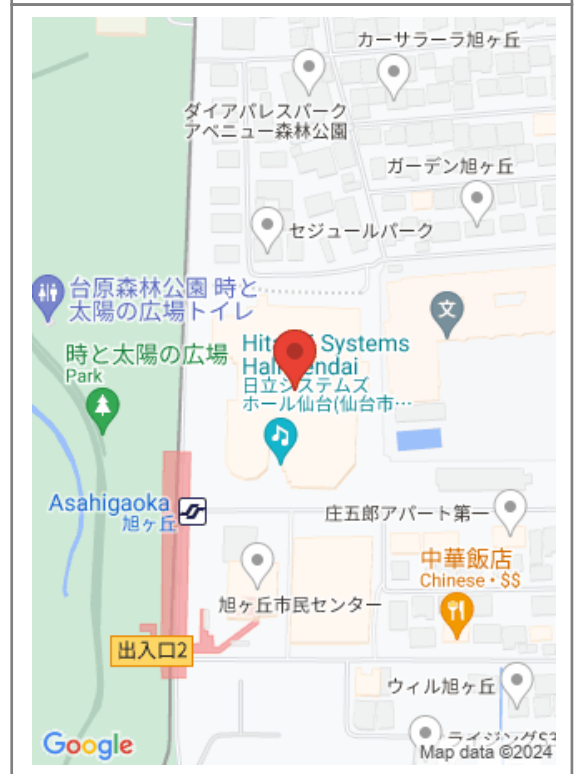 カーサラーラ旭ヶ丘
ダイアパレスパーク
アベニュー森林公園
ガーデン旭ヶ丘
セジュールパーク
台原森林公園 時と
太陽の広場トイレ
文
時と太陽の広場
Park
Systems
Hall
日立システムズ
ホール仙台(仙台市…
Asahigaoka
旭ヶ丘
庄五郎アパート第一
中華飯店
Chinese • $$
旭ヶ丘市民センター
出入口2
ウィル旭ヶ丘
Google
Map data ©2024